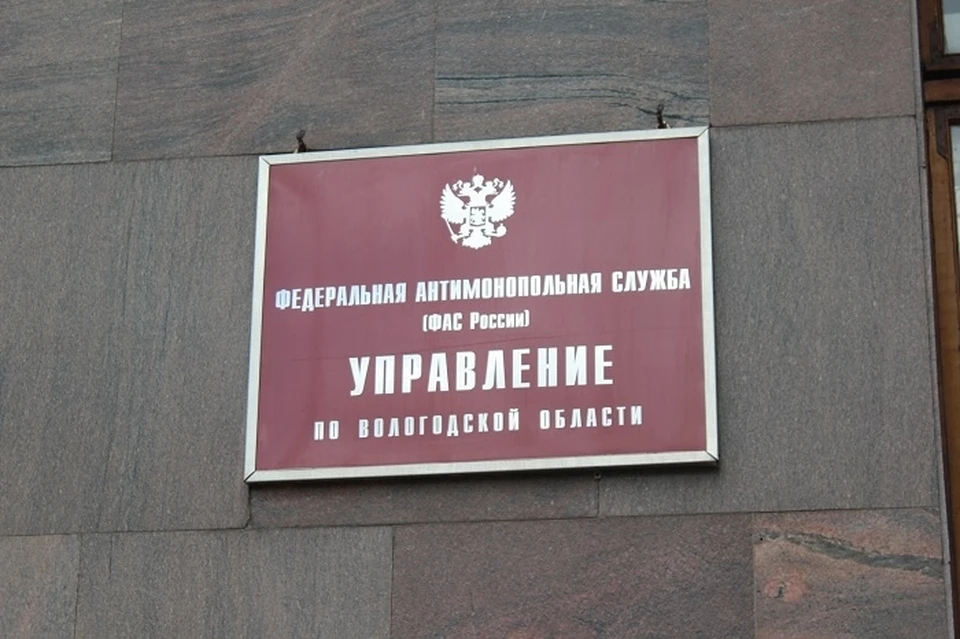 ФЕДЕРАЛЬНАЯ АНТИМОНОПОЛЬНАЯ СЛУЖБА
(ФАС России)
УПРАВЛЕНИЕ
ПО ВОЛОГОДСКОЙ ОБЛАСТИ